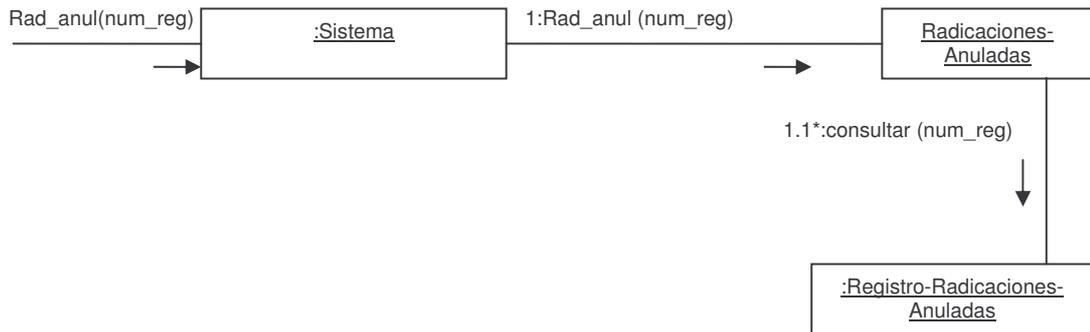 Rad_anul(num_reg)
:Sistema
1:Rad_anul (num_reg)
Radicaciones-
Anuladas
1.1*:consultar (num_reg)
:Registro-Radicaciones-
Anuladas